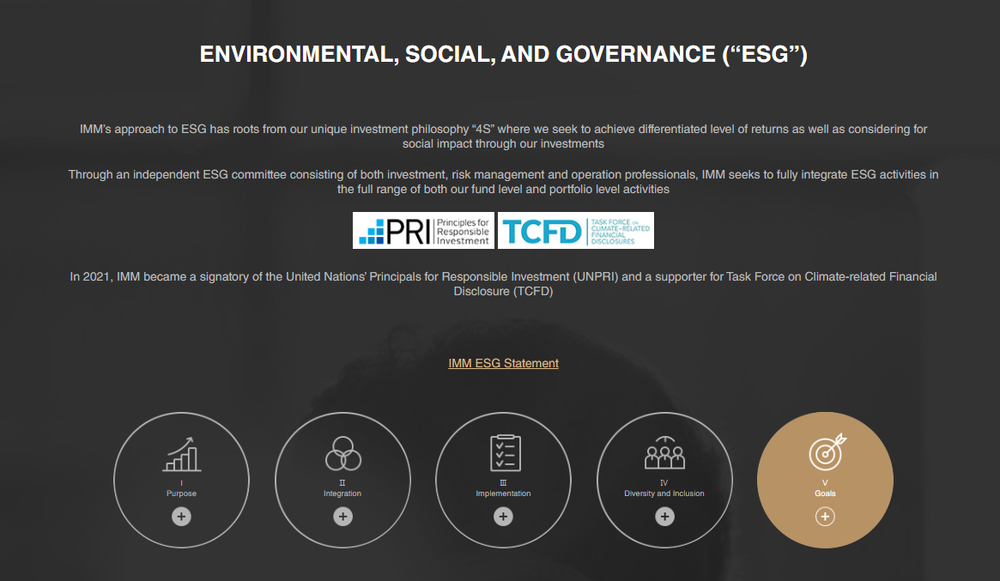 ENVIRONMENTAL, SOCIAL, AND GOVERNANCE (“ESG”)
IMM’s approach to ESG has roots from our unique investment philosophy “4S” where we seek to achieve differentiated level of returns as well as considering for
social impact through our investments
Through an independent ESG committee consisting of both investment, risk management and operation professionals, IMM seeks to fully integrate ESG activities in
the full range of both our fund level and portfolio level activities
PRI Principles for
Responsible
Investment
TCFD TASK FORCE ON
CLIMATE-RELATED
FINANCIAL
DISCLOSURES
In 2021, IMM became a signatory of the United Nations’ Principals for Responsible Investment (UNPRI) and a supporter for Task Force on Climate-related Financial
Disclosure (TCFD)
IMM ESG Statement
Ⅰ
Purpose
+
Ⅱ
Integration
+
Ⅲ
Implementation
+
Ⅳ
Diversity and Inclusion
+
Ⅴ
Goals
+